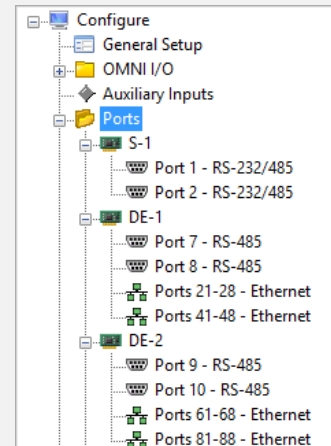 Configure
General Setup
OMNI I/O
Auxiliary Inputs
Ports
S-1
Port 1 - RS-232/485
Port 2 - RS-232/485
DE-1
Port 7 - RS-485
Port 8 - RS-485
Ports 21-28 - Ethernet
Ports 41-48 - Ethernet
DE-2
Port 9 - RS-485
Port 10 - RS-485
Ports 61-68 - Ethernet
Ports 81-88 - Ethernet